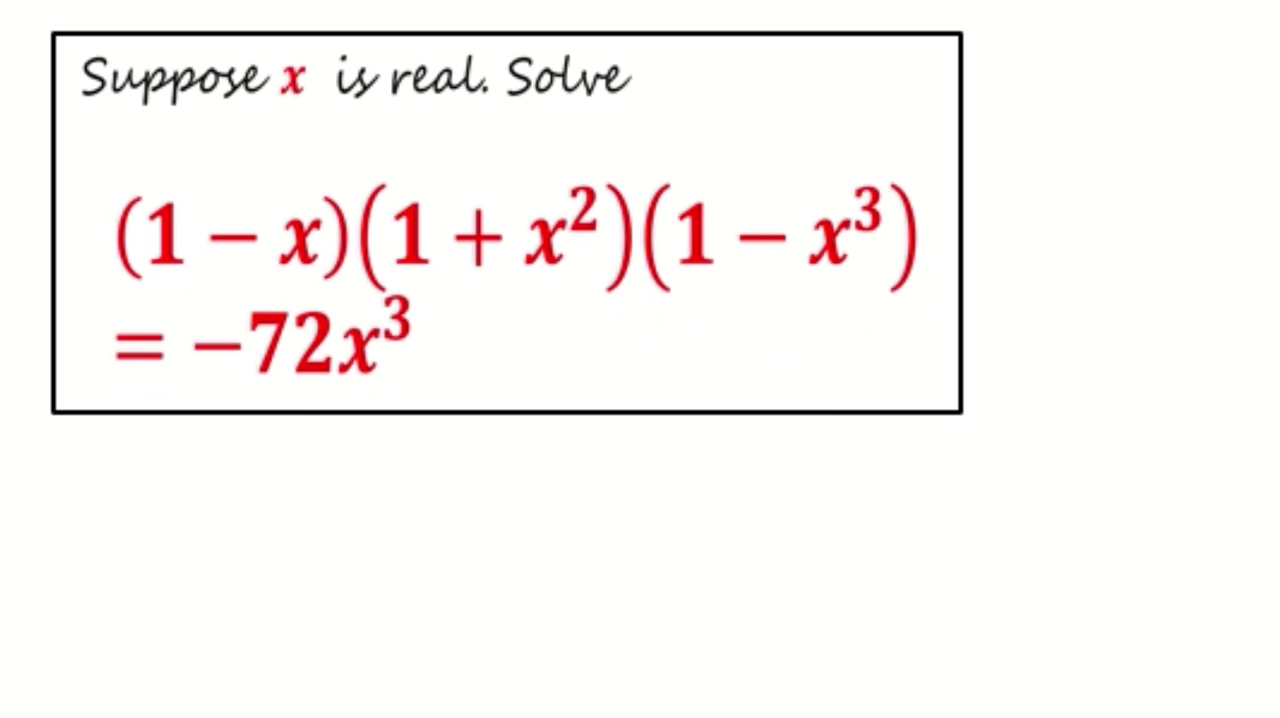 Suppose x is real. Solve
(1 − x)(1 + x²)(1 − x³)
= −72x³